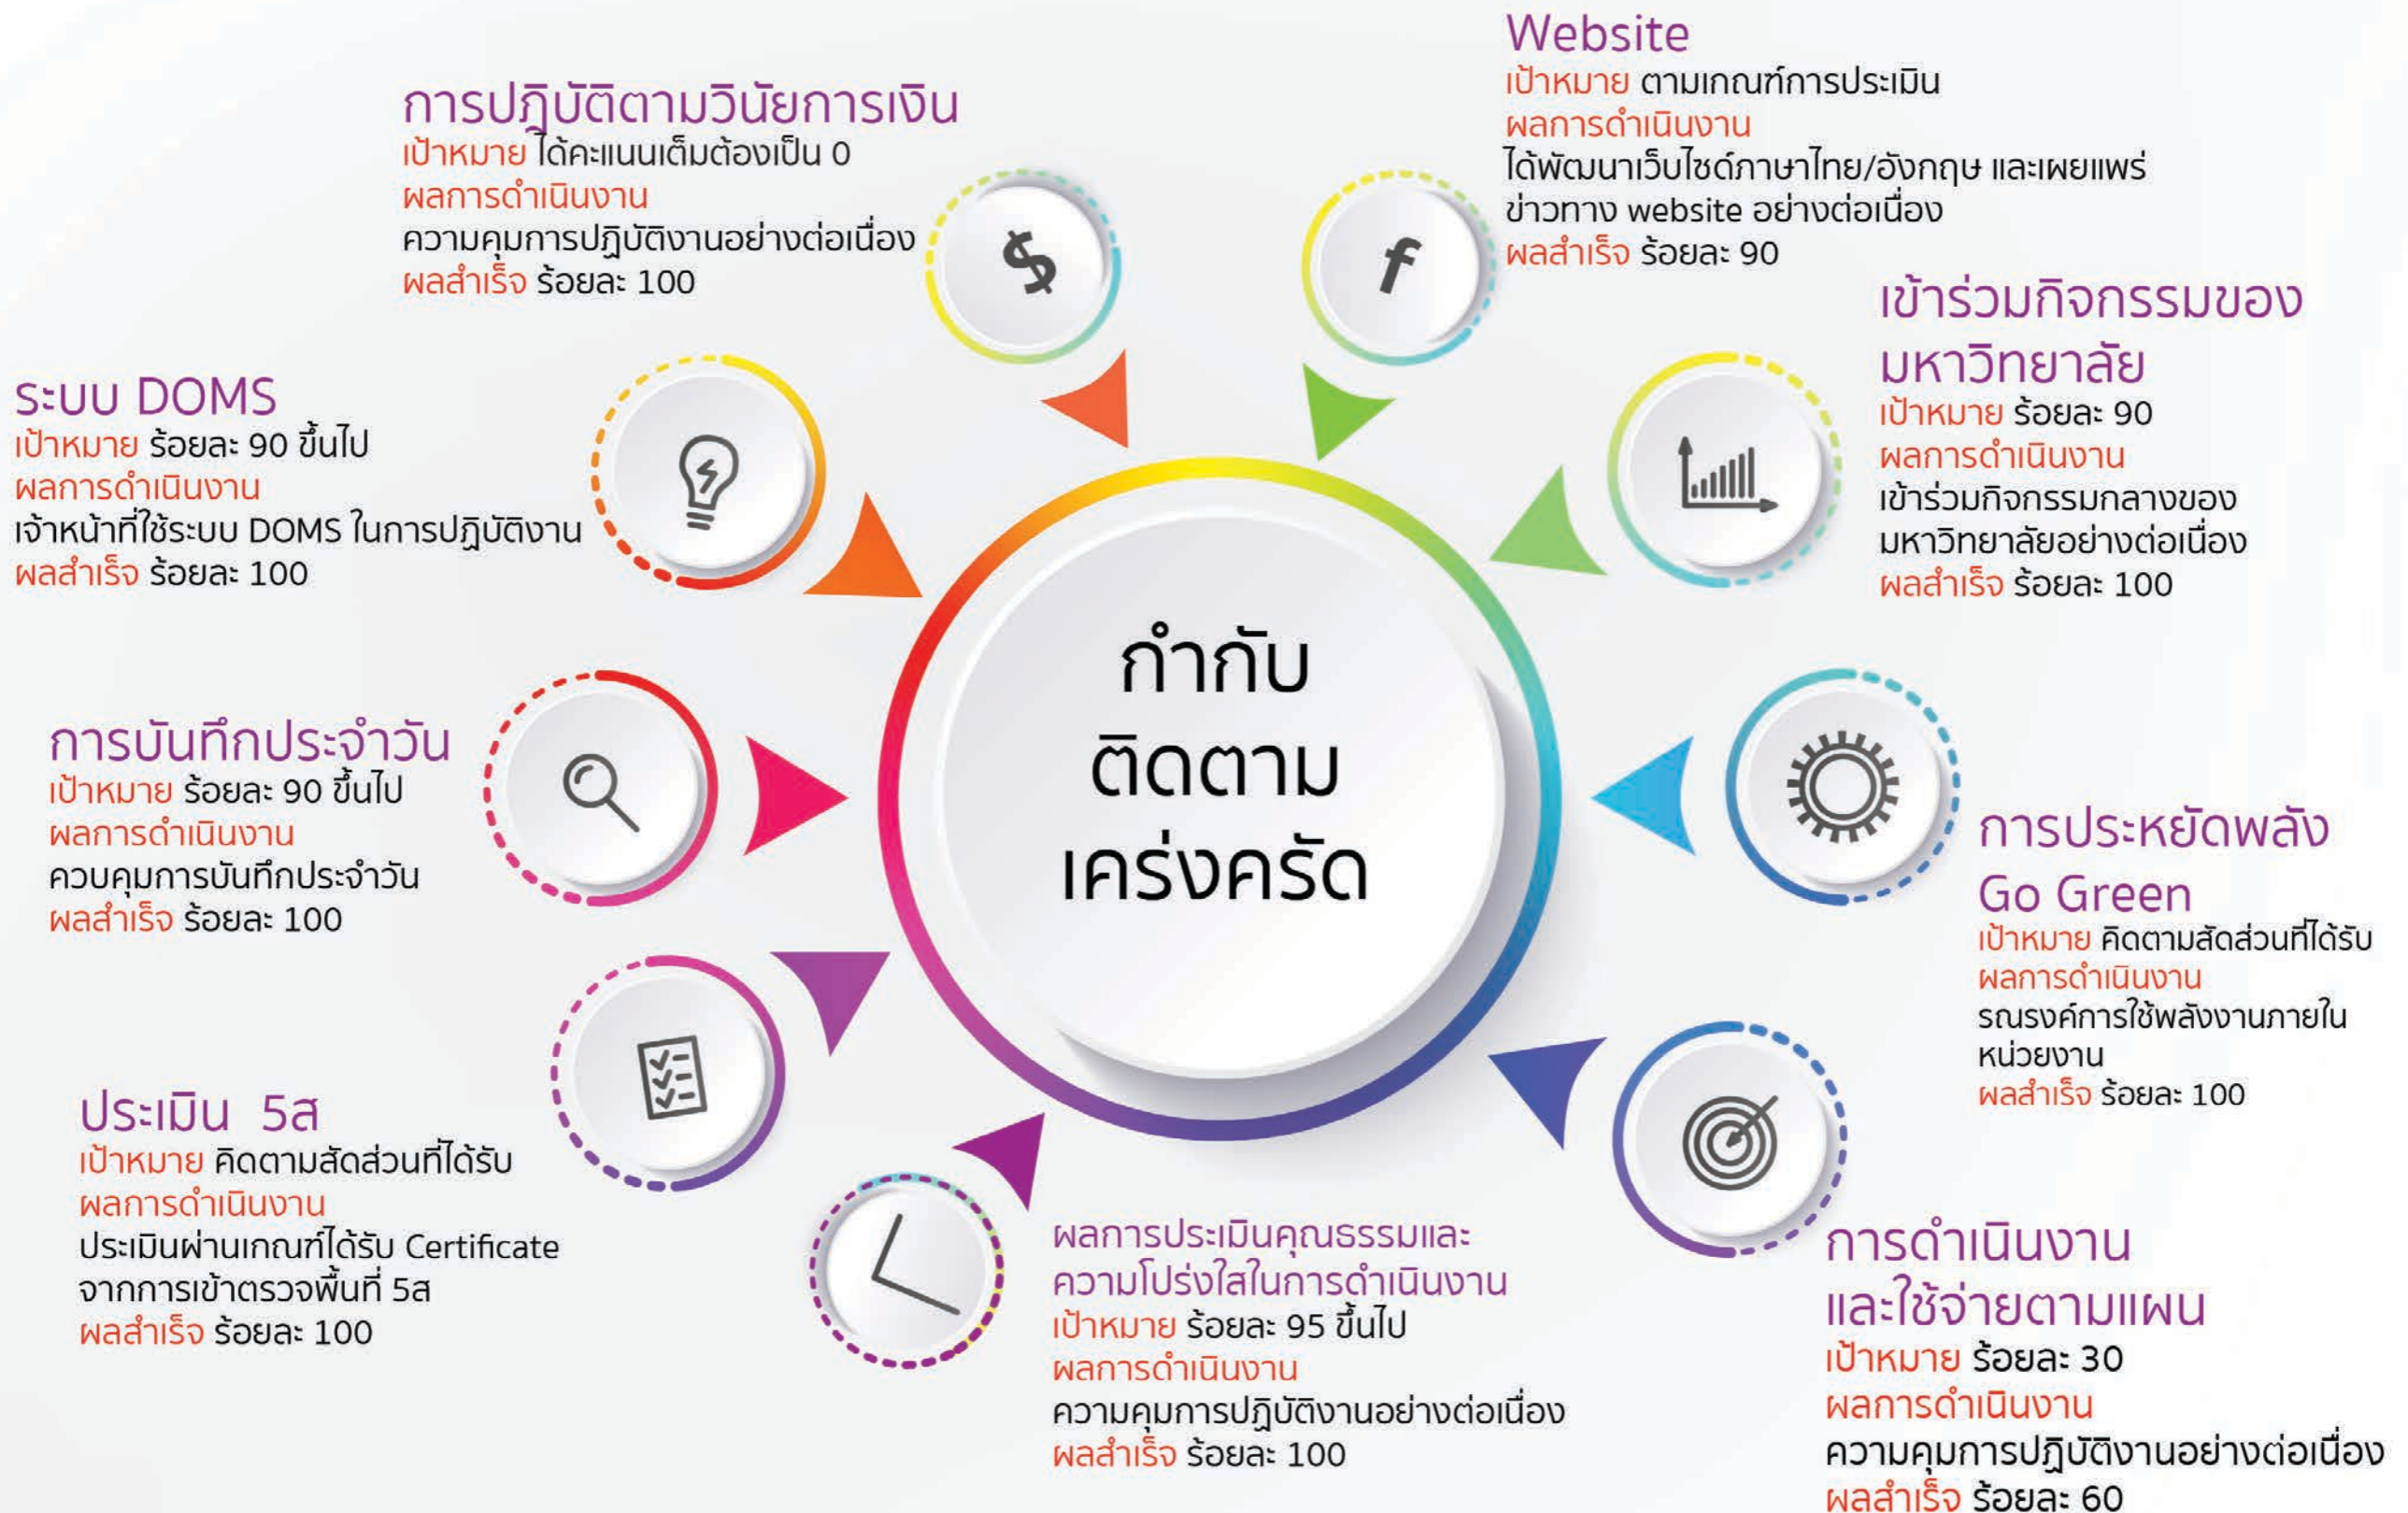 Website
เป้าหมาย ตามเกณฑ์การประเมิน
ผลการดำเนินงาน
ได้พัฒนาเว็บไซด์ภาษาไทย/อังกฤษ และเผยแพร่
ข่าวทาง website อย่างต่อเนื่อง
ผลสำเร็จ ร้อยละ 90
การปฎิบัติตามวินัยการเงิน
เป้าหมาย ได้คะแนนเต็มต้องเป็น 0
ผลการดำเนินงาน
ความคุมการปฏิบัติงานอย่างต่อเนื่อง
ผลสำเร็จ ร้อยละ 100
เข้าร่วมกิจกรรมของ
มหาวิทยาลัย
เป้าหมาย ร้อยละ 90
ผลการดำเนินงาน
เข้าร่วมกิจกรรมกลางของ
มหาวิทยาลัยอย่างต่อเนื่อง
ผลสำเร็จ ร้อยละ 100
ระบบ DOMS
เป้าหมาย ร้อยละ 90 ขึ้นไป
ผลการดำเนินงาน
เจ้าหน้าที่ใช้ระบบ DOMS ในการปฏิบัติงาน
ผลสำเร็จ ร้อยละ 100
กำกับ
ติดตาม
เคร่งครัด
การบันทึกประจำวัน
เป้าหมาย ร้อยละ 90 ขึ้นไป
ผลการดำเนินงาน
ควบคุมการบันทึกประจำวัน
ผลสำเร็จ ร้อยละ 100
การประหยัดพลัง
Go Green
เป้าหมาย คิดตามสัดส่วนที่ได้รับ
ผลการดำเนินงาน
รณรงค์การใช้พลังงานภายใน
หน่วยงาน
ผลสำเร็จ ร้อยละ 100
ประเมิน 5ส
เป้าหมาย คิดตามสัดส่วนที่ได้รับ
ผลการดำเนินงาน
ประเมินผ่านเกณฑ์ได้รับ Certificate
จากการเข้าตรวจพื้นที่ 5ส
ผลสำเร็จ ร้อยละ 100
ผลการประเมินคุณธรรมและ
ความโปร่งใสในการดำเนินงาน
เป้าหมาย ร้อยละ 95 ขึ้นไป
ผลการดำเนินงาน
ความคุมการปฏิบัติงานอย่างต่อเนื่อง
ผลสำเร็จ ร้อยละ 100
การดำเนินงาน
และใช้จ่ายตามแผน
เป้าหมาย ร้อยละ 30
ผลการดำเนินงาน
ความคุมการปฏิบัติงานอย่างต่อเนื่อง
ผลสำเร็จ ร้อยละ 60